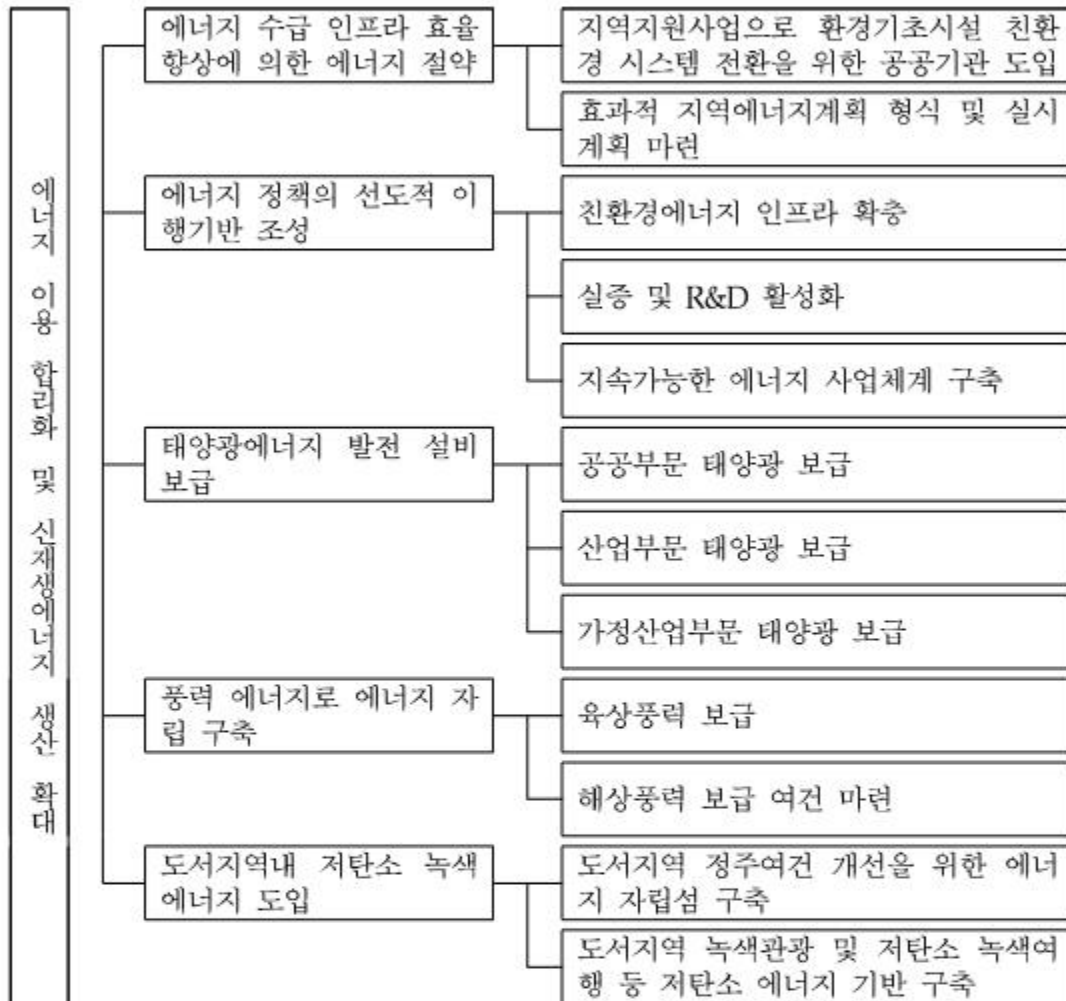 에너지 이용 합리화 및 신재생에너지 생산 확대
에너지 수급 인프라 효율
향상에 의한 에너지 절약
지역지원사업으로 환경기초시설 친환
경 시스템 전환을 위한 공공기관 도입
효과적 지역에너지계획 형식 및 실시
계획 마련
에너지 정책의 선도적 이
행기반 조성
친환경에너지 인프라 확충
실증 및 R&D 활성화
지속가능한 에너지 사업체계 구축
태양광에너지 발전 설비
보급
공공부문 태양광 보급
산업부문 태양광 보급
가정산업부문 태양광 보급
풍력 에너지로 에너지 자
립 구축
육상풍력 보급
해상풍력 보급 여건 마련
도서지역내 저탄소 녹색
에너지 도입
도서지역 정주여건 개선을 위한 에너
지 자립섬 구축
도서지역 녹색관광 및 저탄소 녹색여
행 등 저탄소 에너지 기반 구축